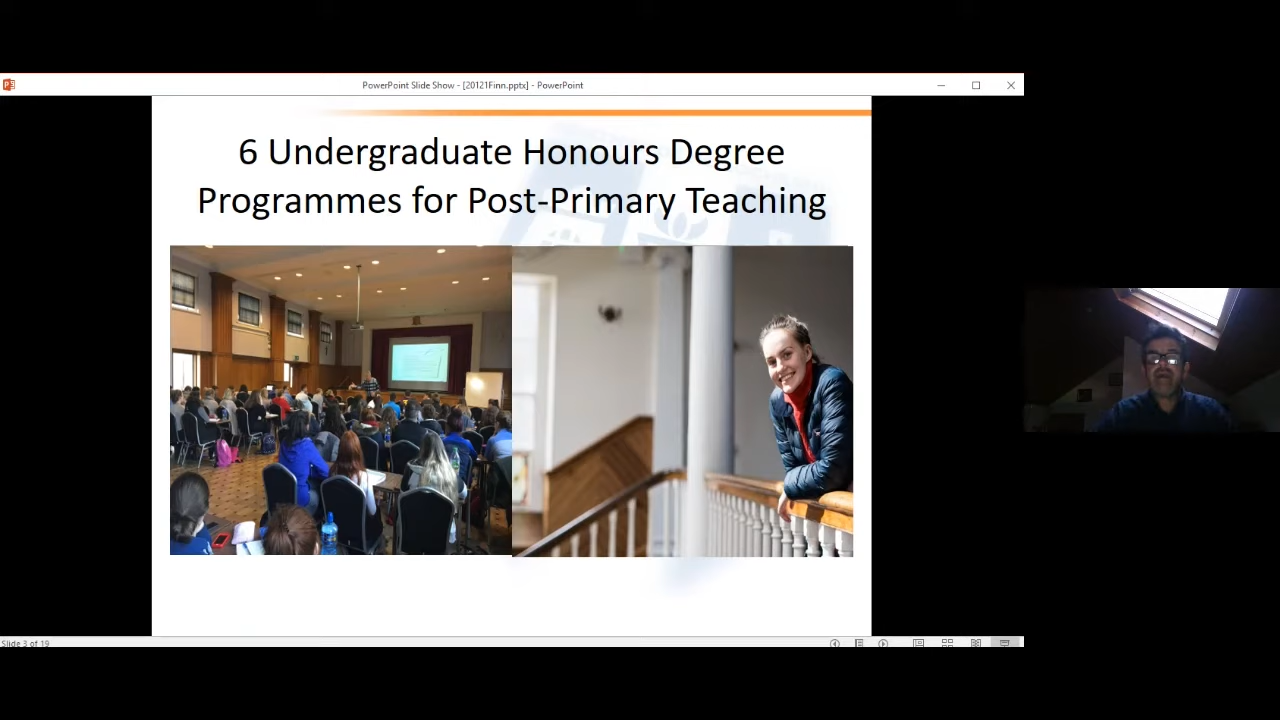 PowerPoint Slide Show - [20121Finn.pptx] - PowerPoint
6 Undergraduate Honours Degree
Programmes for Post-Primary Teaching
Slide 3 of 19